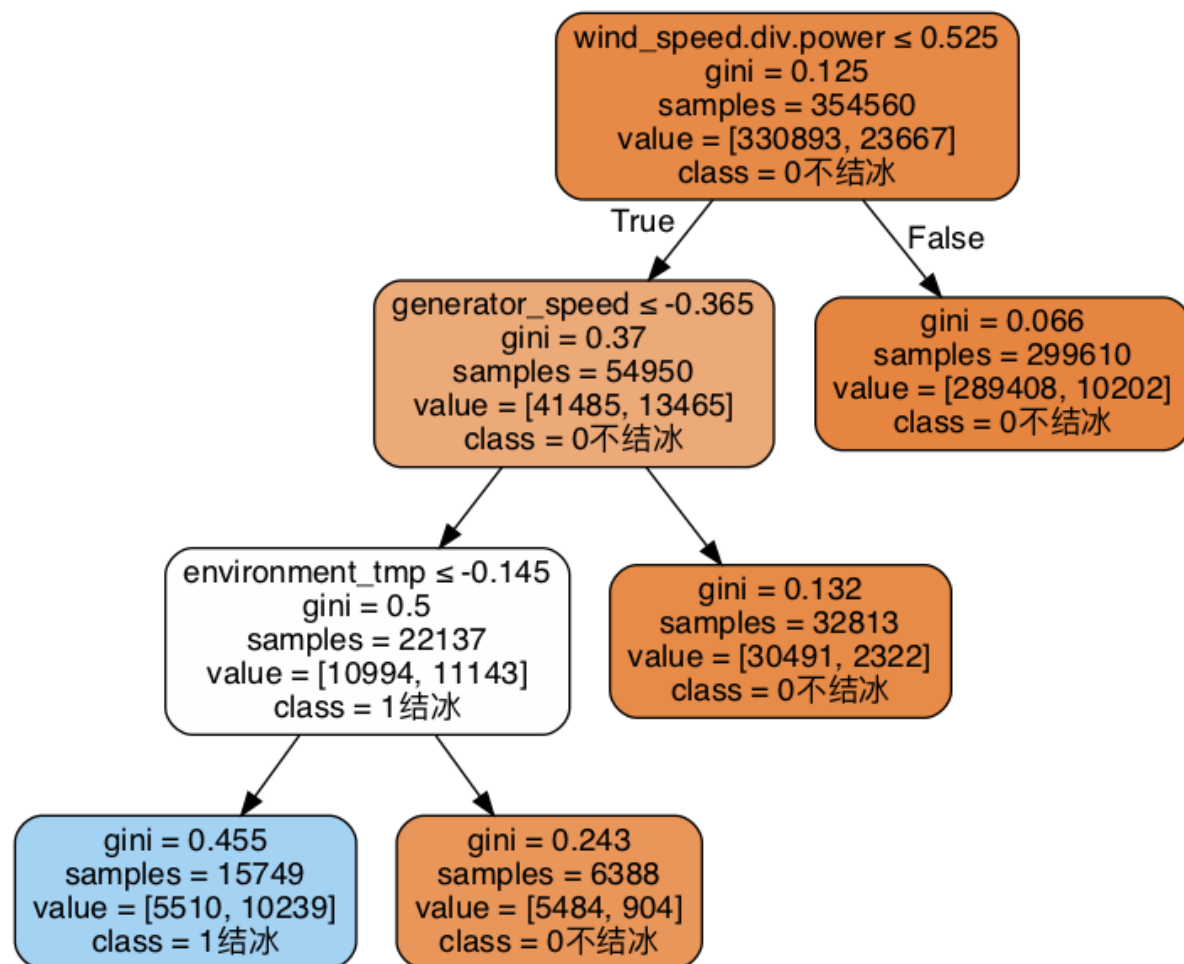 wind_speed.div.power ≤ 0.525
gini = 0.125
samples = 354560
value = [330893, 23667]
class = 0不结冰
True
False
generator_speed ≤ -0.365
gini = 0.37
samples = 54950
value = [41485, 13465]
class = 0不结冰
gini = 0.066
samples = 299610
value = [289408, 10202]
class = 0不结冰
environment_tmp ≤ -0.145
gini = 0.5
samples = 22137
value = [10994, 11143]
class = 1结冰
gini = 0.132
samples = 32813
value = [30491, 2322]
class = 0不结冰
gini = 0.455
samples = 15749
value = [5510, 10239]
class = 1结冰
gini = 0.243
samples = 6388
value = [5484, 904]
class = 0不结冰